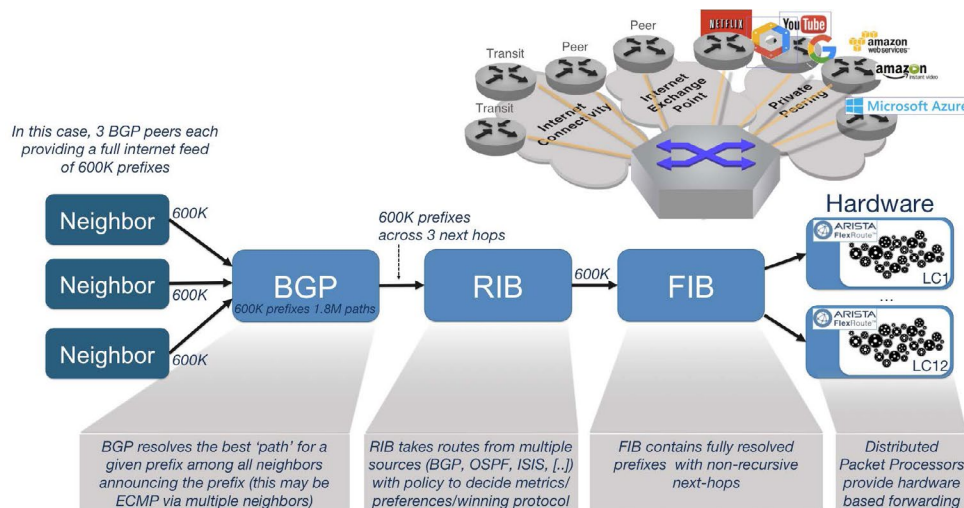 NETFLIX
YouTube
Peer
Peer
Transit
Transit
amazon
webservices™
amazon
instant video
Microsoft Azure
Internet
Connectivity
Internet
Exchange
Point
Private
Peering
In this case, 3 BGP peers each
providing a full internet feed
of 600K prefixes
Neighbor
600K
Neighbor
600K
Neighbor
600K
BGP
600K prefixes 1.8M paths
600K prefixes
across 3 next hops
RIB
600K
FIB
Hardware
ARISTA
FlexRoute™
LC1
...
ARISTA
FlexRoute™
LC12
BGP resolves the best ‘path’ for a
given prefix among all neighbors
announcing the prefix (this may be
ECMP via multiple neighbors)
RIB takes routes from multiple
sources (BGP, OSPF, ISIS, [..])
with policy to decide metrics/
preferences/winning protocol
FIB contains fully resolved
prefixes with non-recursive
next-hops
Distributed
Packet Processors
provide hardware
based forwarding